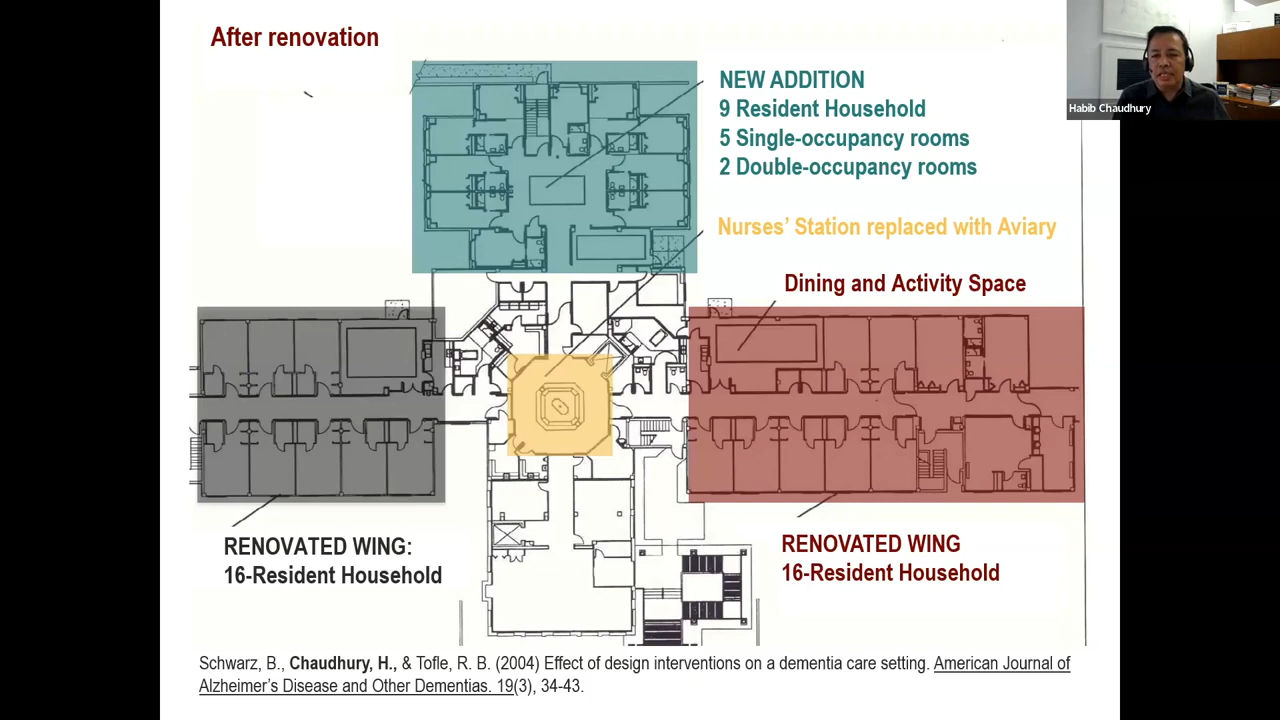 After renovation
Habib Chaudhury
NEW ADDITION
9 Resident Household
5 Single-occupancy rooms
2 Double-occupancy rooms
Nurses’ Station replaced with Aviary
Dining and Activity Space
RENOVATED WING:
16-Resident Household
RENOVATED WING
16-Resident Household
Schwarz, B., Chaudhury, H., & Tofle, R. B. (2004) Effect of design interventions on a dementia care setting. American Journal of
Alzheimer’s Disease and Other Dementias. 19(3), 34-43.